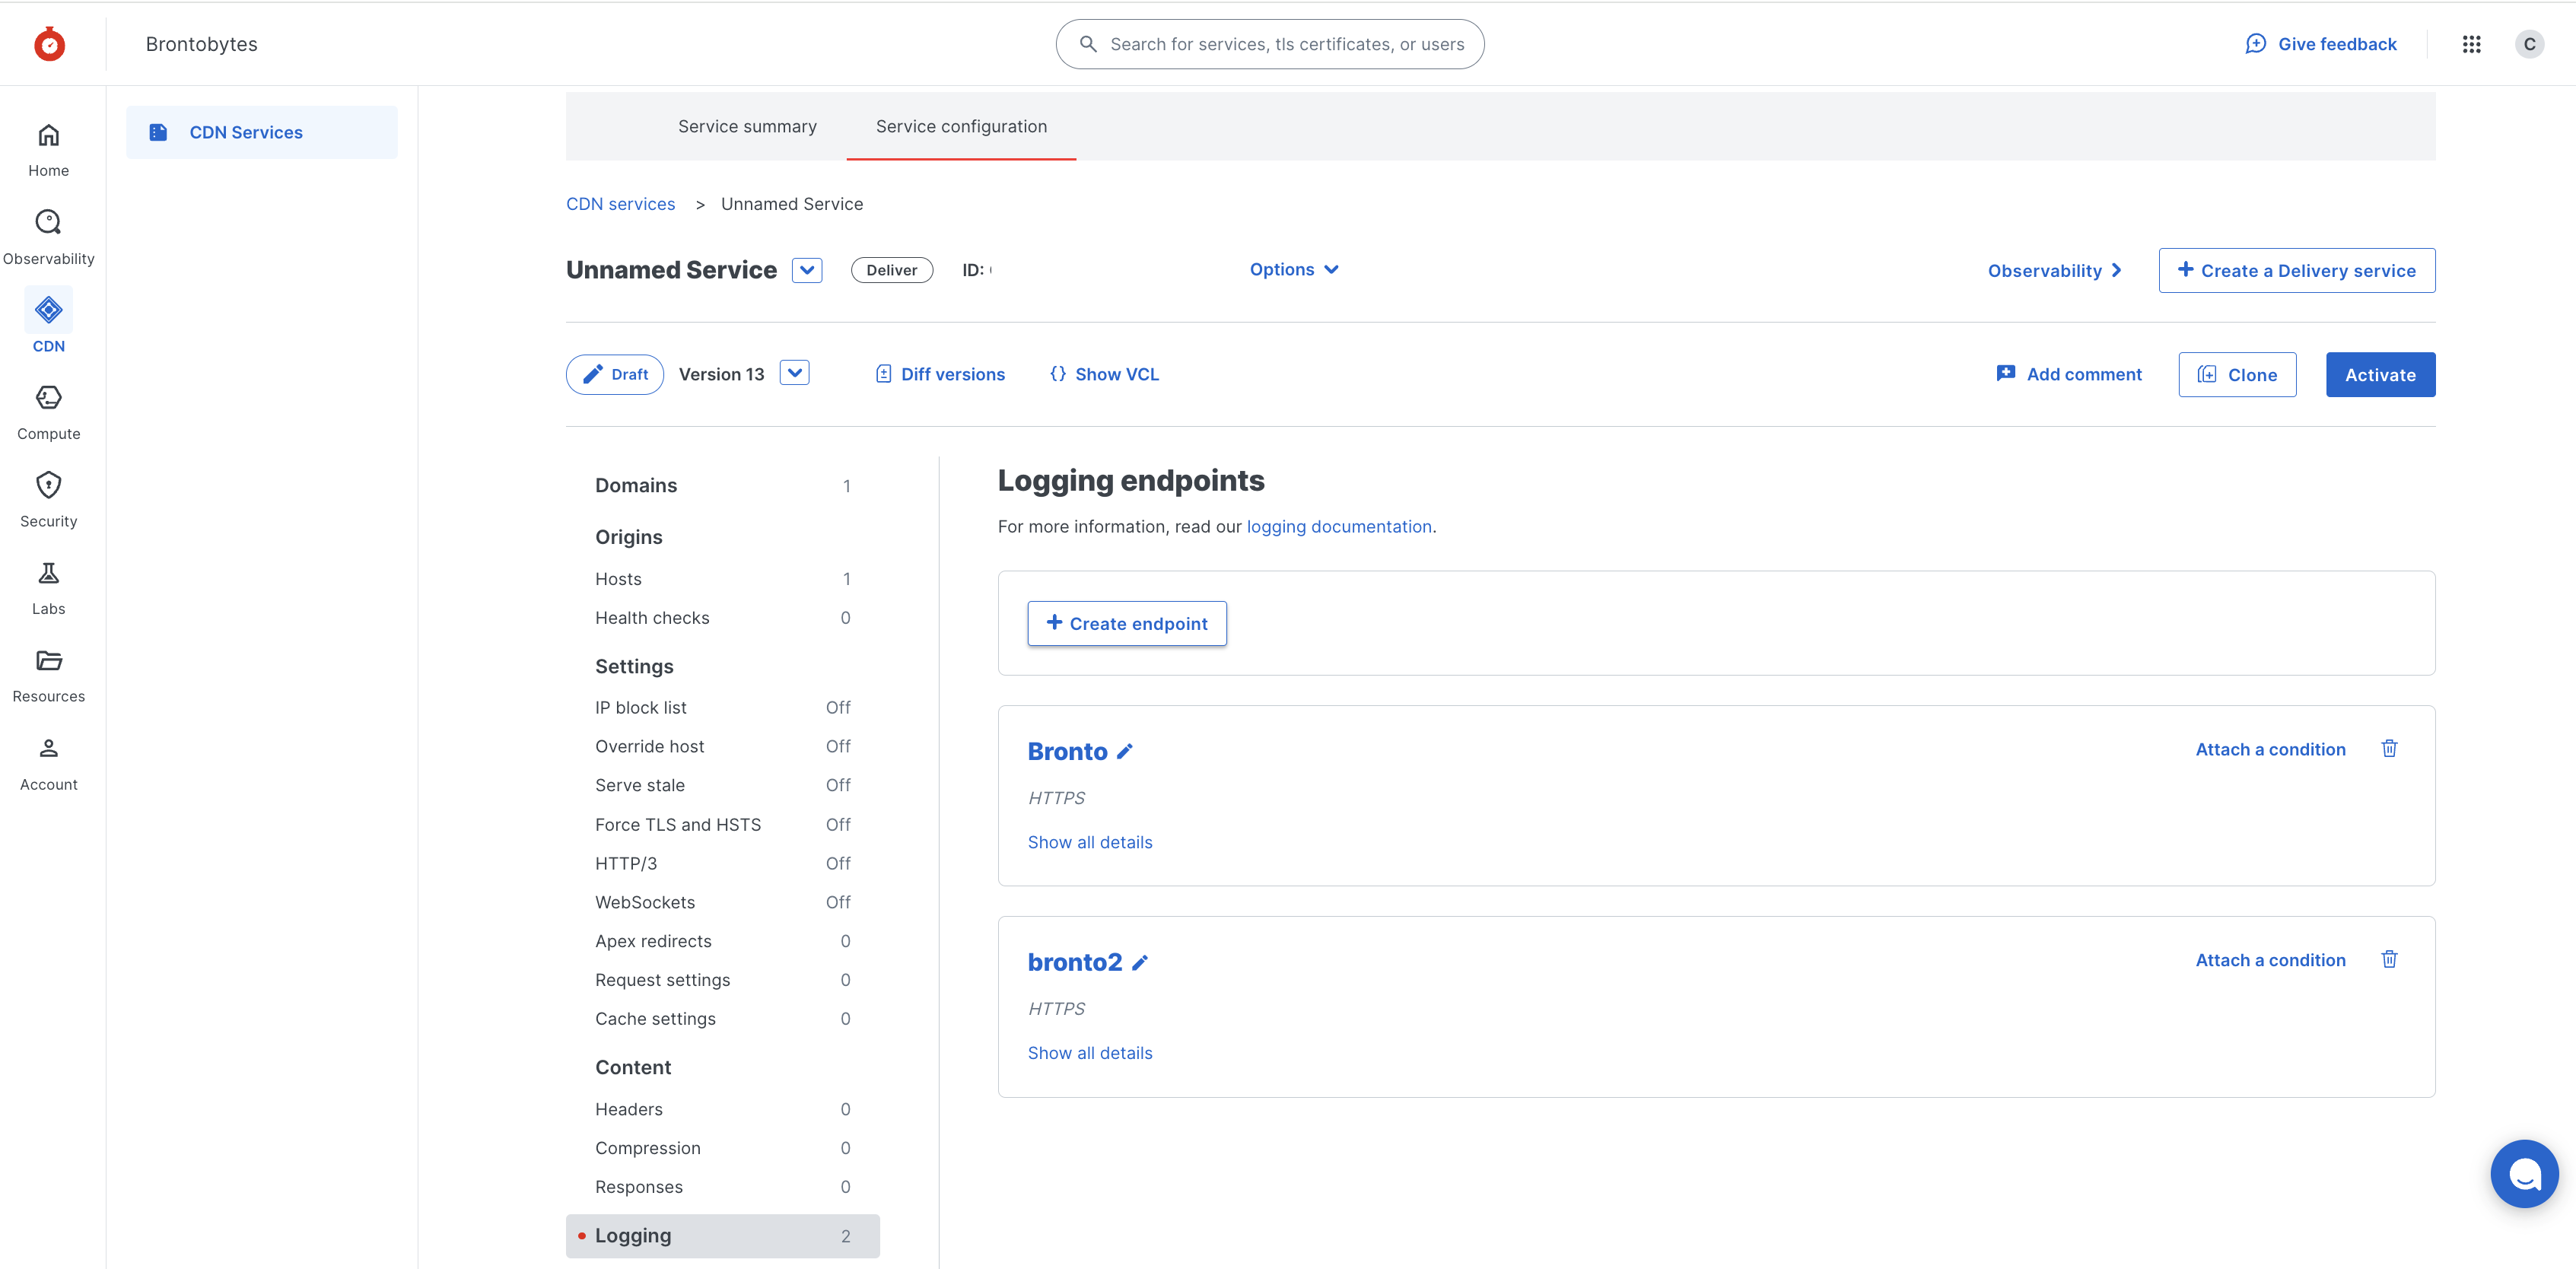 Brontobytes
Search for services, tls certificates, or users
Give feedback
C
Home
Observability
CDN
Compute
Security
Labs
Resources
Account
CDN Services
Service summary
Service configuration
CDN services > Unnamed Service
Unnamed Service
Deliver
ID:
Options
Observability
Create a Delivery service
Draft
Version 13
Diff versions
{} Show VCL
Add comment
Clone
Activate
Domains 1
Origins
Hosts 1
Health checks 0
Settings
IP block list Off
Override host Off
Serve stale Off
Force TLS and HSTS Off
HTTP/3 Off
WebSockets Off
Apex redirects 0
Request settings 0
Cache settings 0
Content
Headers 0
Compression 0
Responses 0
Logging 2
Logging endpoints
For more information, read our logging documentation.
+ Create endpoint
Bronto
Attach a condition
HTTPS
Show all details
bronto2
Attach a condition
HTTPS
Show all details